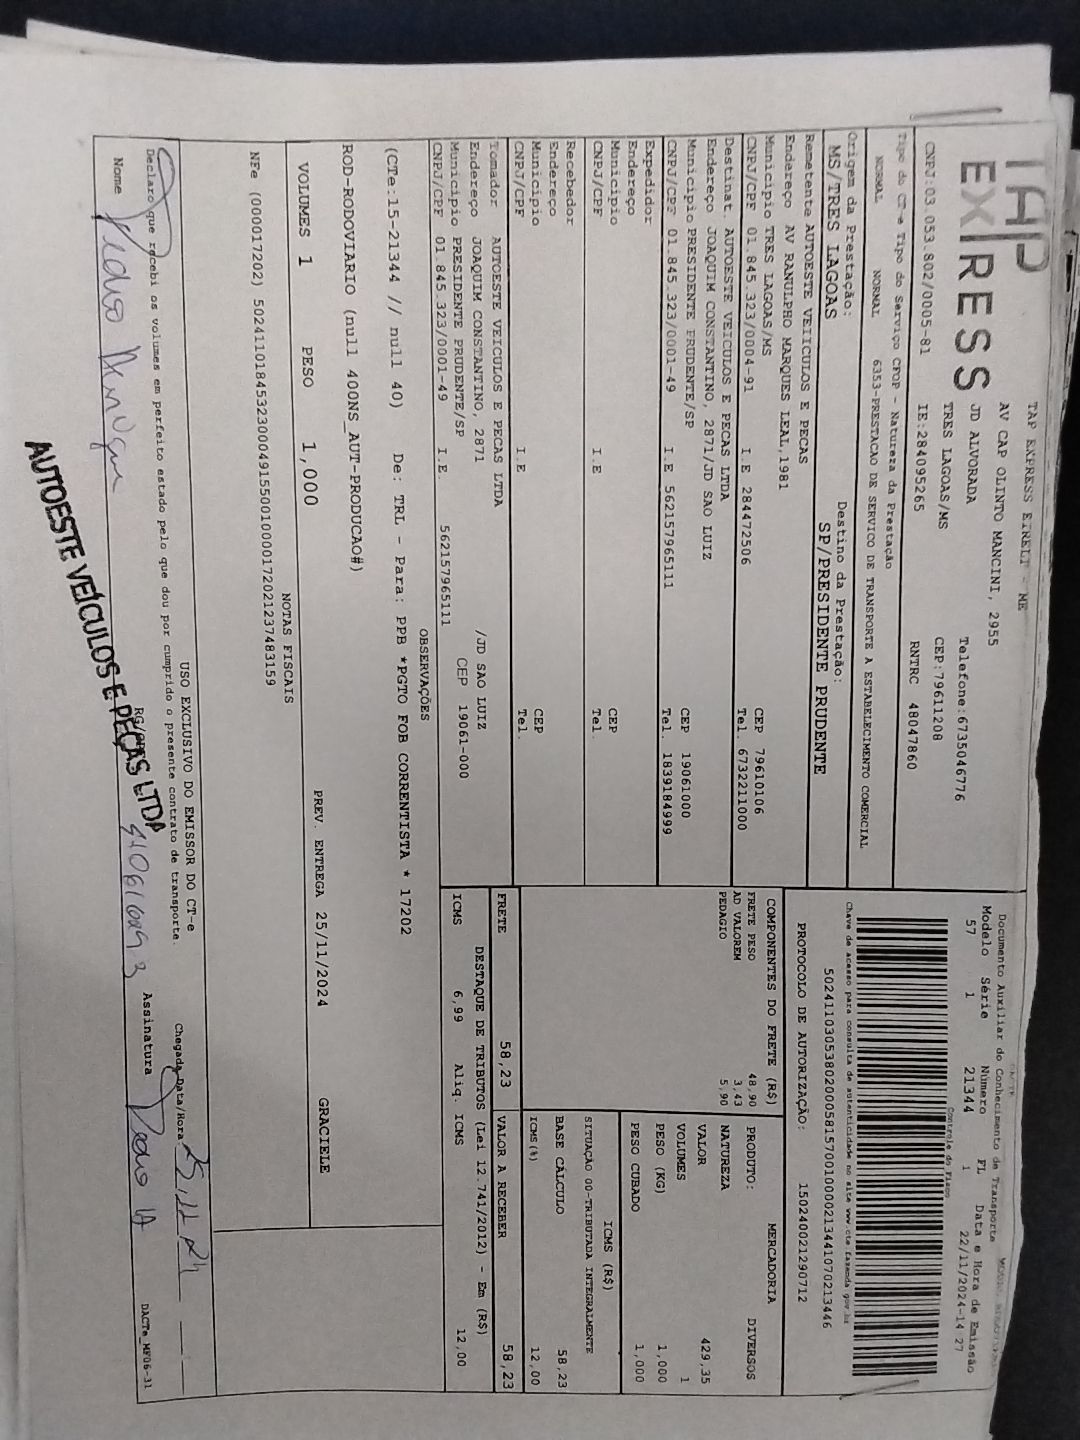 TAP
EXPRESS
TAP EXPRESS EIRELI - ME
AV CAP OLINTO MANCINI, 2955
JD ALVORADA Telefone:6735046776
TRES LAGOAS/MS CEP:79611208
CNPJ:03.053.802/0005-81 IE:284095265 RNTRC 48047860
Documento Auxiliar do Conhecimento de Transporte
Modelo Série Número FL Data e Hora de Emissão
57 1 21344 1 22/11/2024-14 27
Controle do Fisco
Chave de acesso para consulta de autenticidade no site www.cte.fazenda.gov.br
50241103053802000581570010000213441070213446
PROTOCOLO DE AUTORIZAÇÃO: 150240021290712
Tipo do CT-e Tipo do Serviço CFOP - Natureza da Prestação
NORMAL NORMAL 6353-PRESTACAO DE SERVICO DE TRANSPORTE A ESTABELECIMENTO COMERCIAL
Origem da Prestação: Destino da Prestação:
MS/TRES LAGOAS SP/PRESIDENTE PRUDENTE
Remetente AUTOESTE VEIICULOS E PECAS
Endereço AV RANULPHO MARQUES LEAL,1981 CEP 79610106
Município TRES LAGOAS/MS
CNPJ/CPF 01.845.323/0004-91 I.E 284472506 Tel. 6732211000
Destinat. AUTOESTE VEICULOS E PECAS LTDA
Endereço JOAQUIM CONSTANTINO, 2871/JD SAO LUIZ
Município PRESIDENTE PRUDENTE/SP CEP 19061000
CNPJ/CPF 01.845.323/0001-49 I.E 562157965111 Tel. 1839184999
Expedidor
Endereço
Município CEP
CNPJ/CPF I.E Tel.
Recebedor
Endereço
Município CEP
CNPJ/CPF I.E Tel.
Tomador AUTOESTE VEICULOS E PECAS LTDA
Endereço JOAQUIM CONSTANTINO, 2871 /JD SAO LUIZ
Município PRESIDENTE PRUDENTE/SP CEP 19061-000
CNPJ/CPF 01.845.323/0001-49 I.E. 562157965111
COMPONENTES DO FRETE (R$)
FRETE PESO 48,90
AD VALOREM 3,43
PEDAGIO 5,90
MERCADORIA
PRODUTO: DIVERSOS
NATUREZA
VALOR 429,35
VOLUMES 1
PESO (KG) 1,000
PESO CUBADO 1,000
ICMS (R$)
SITUAÇÃO 00-TRIBUTADA INTEGRALMENTE
BASE CÁLCULO 58,23
ICMS(%) 12,00
FRETE 58,23 VALOR A RECEBER 58,23
DESTAQUE DE TRIBUTOS (Lei 12.741/2012) - Em (R$)
ICMS 6,99 Aliq. ICMS 12,00
OBSERVAÇÕES
(CTe:15-21344 // null 40) De: TRL - Para: PPB *PGTO FOB CORRENTISTA * 17202
ROD-RODOVIARIO (null 400NS_AUT-PRODUCAO#)
VOLUMES 1 PESO 1,000 PREV. ENTREGA 25/11/2024 GRACIELE
NOTAS FISCAIS
NFe (000017202) 50241101845323000491550010000172021237483159
USO EXCLUSIVO DO EMISSOR DO CT-e
Declaro que recebi os volumes em perfeito estado pelo que dou por cumprido o presente contrato de transporte. Chegada Data/Hora: 25/11/24
Nome Assinatura
AUTOESTE VEÍCULOS E PEÇAS LTDA
DACTe_MF06-31